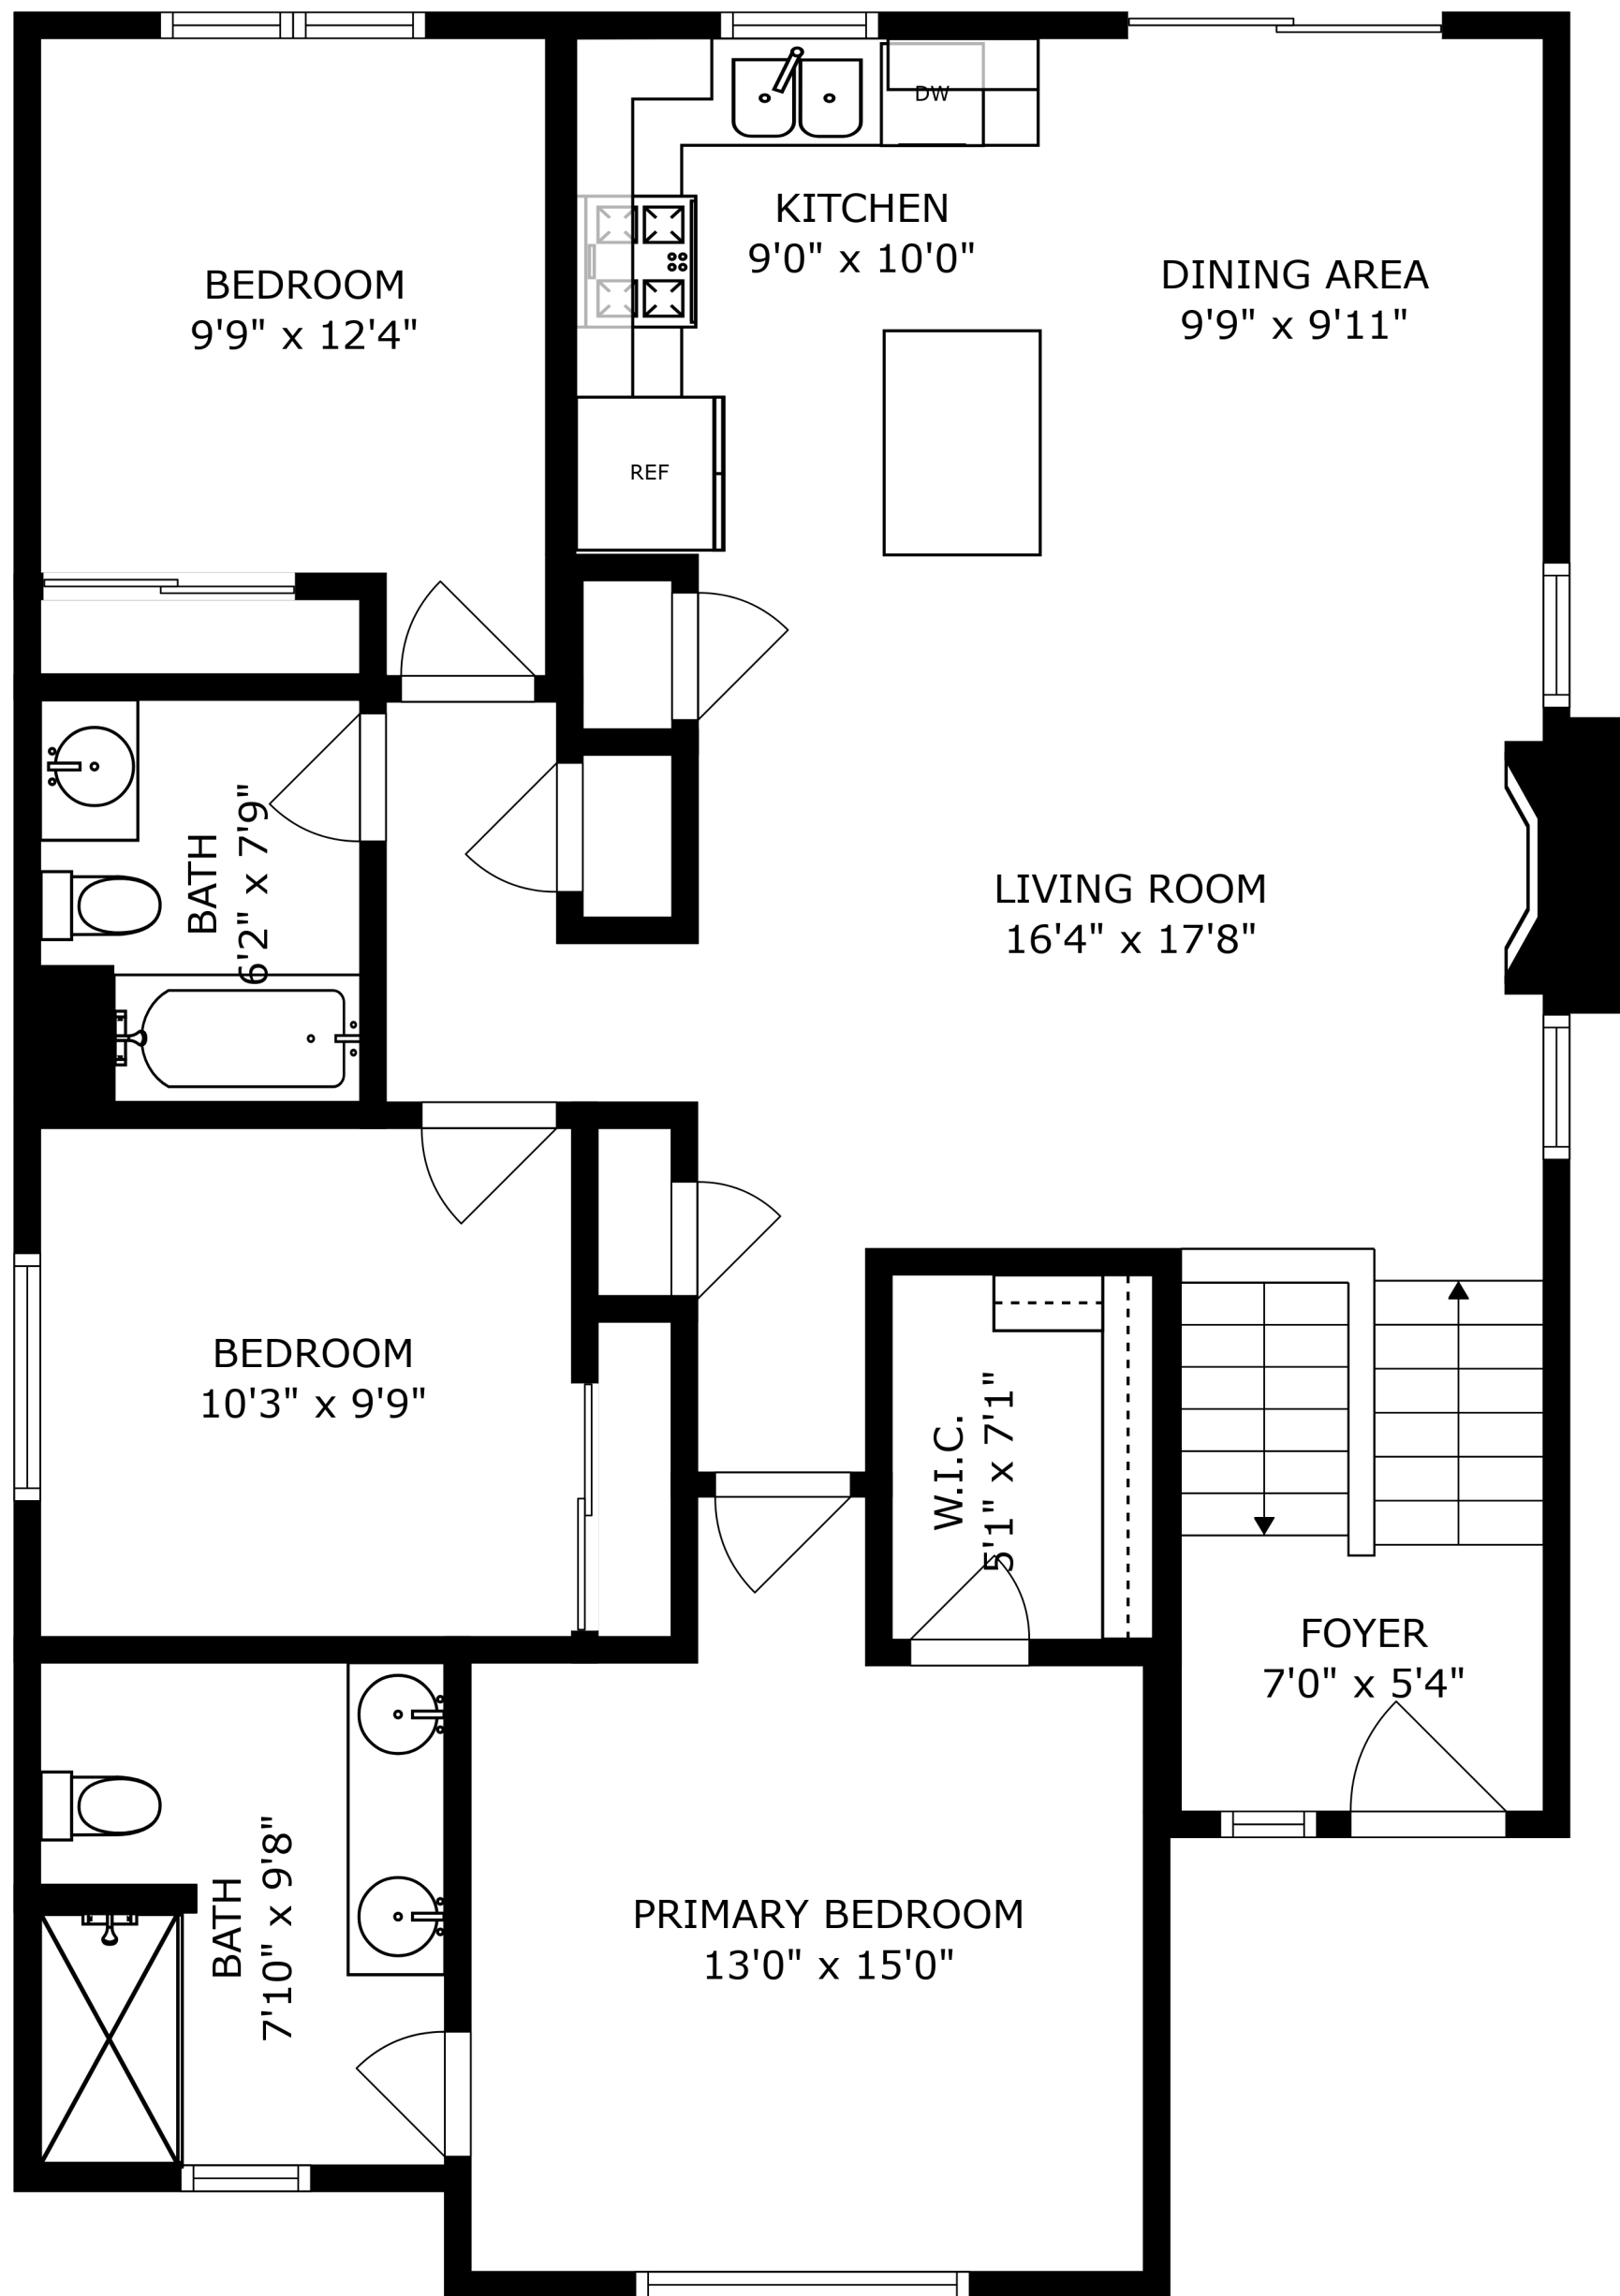 DW
KITCHEN
9'0" x 10'0"
DINING AREA
9'9" x 9'11"
BEDROOM
9'9" x 12'4"
REF
BATH
6'2" x 7'9"
LIVING ROOM
16'4" x 17'8"
BEDROOM
10'3" x 9'9"
W.I.C.
5'1" x 7'1"
FOYER
7'0" x 5'4"
BATH
7'10" x 9'8"
PRIMARY BEDROOM
13'0" x 15'0"